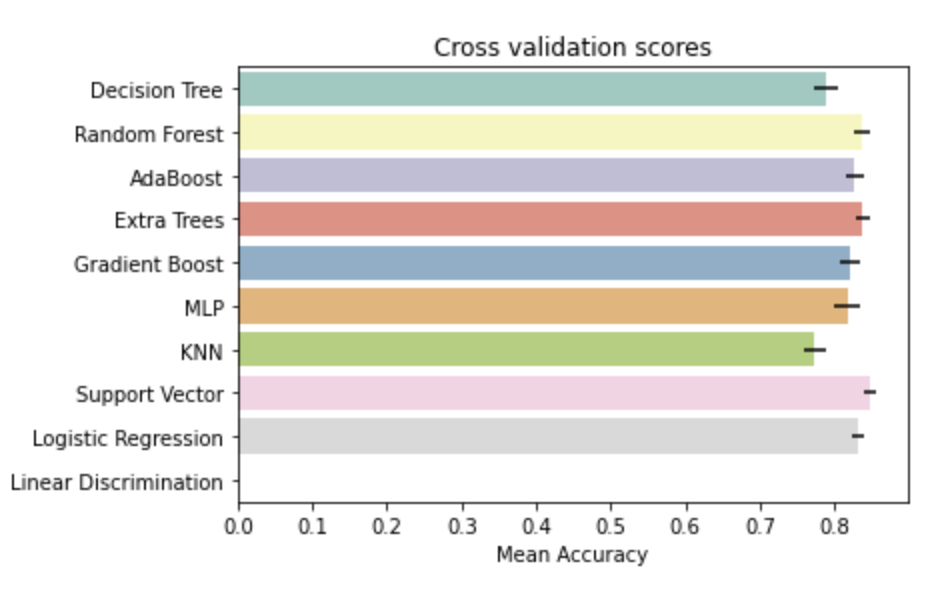 Cross validation scores
Decision Tree
Random Forest
AdaBoost
Extra Trees
Gradient Boost
MLP
KNN
Support Vector
Logistic Regression
Linear Discrimination
0.0 0.1 0.2 0.3 0.4 0.5 0.6 0.7 0.8
Mean Accuracy